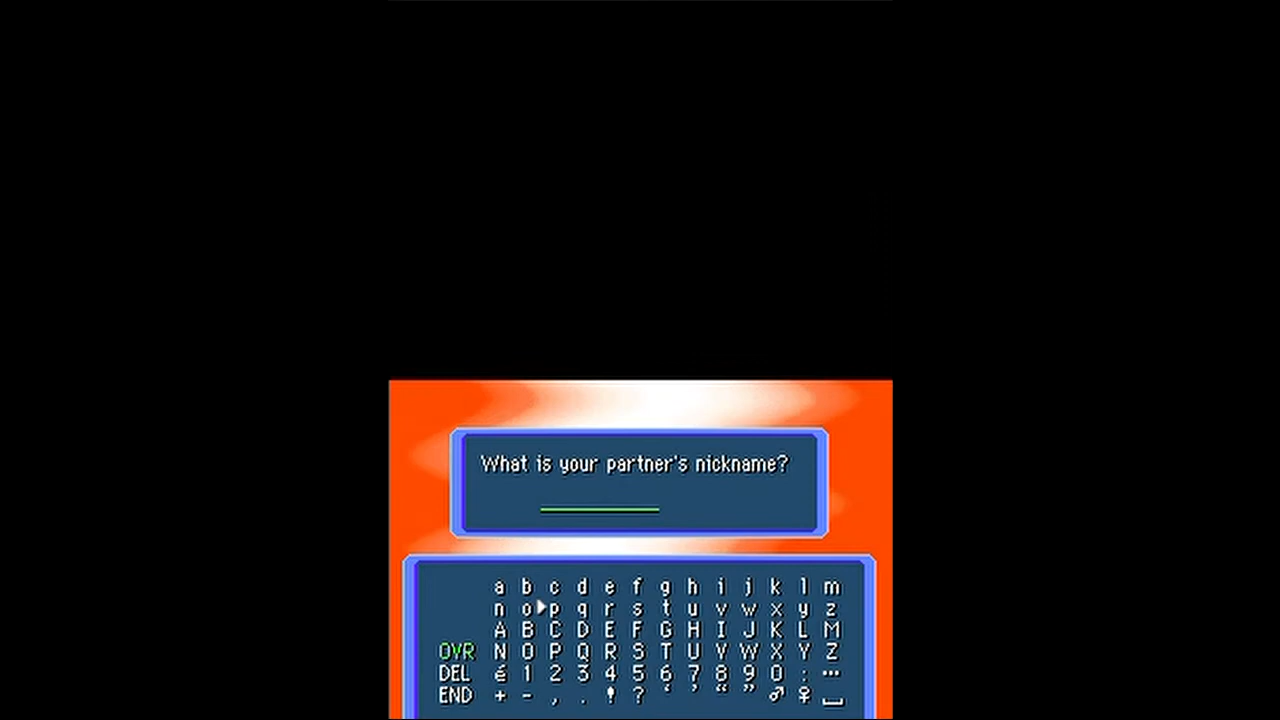 What is your partner's nickname?
a b c d e f g h i j k l m
n o p q r s t u v w x y z
A B C D E F G H I J K L M
OVR N O P Q R S T U V W X Y Z
DEL é 1 2 3 4 5 6 7 8 9 0 : …
END + - , . ! ? ‘ ’ “ ” ♂ ♀ ⎵